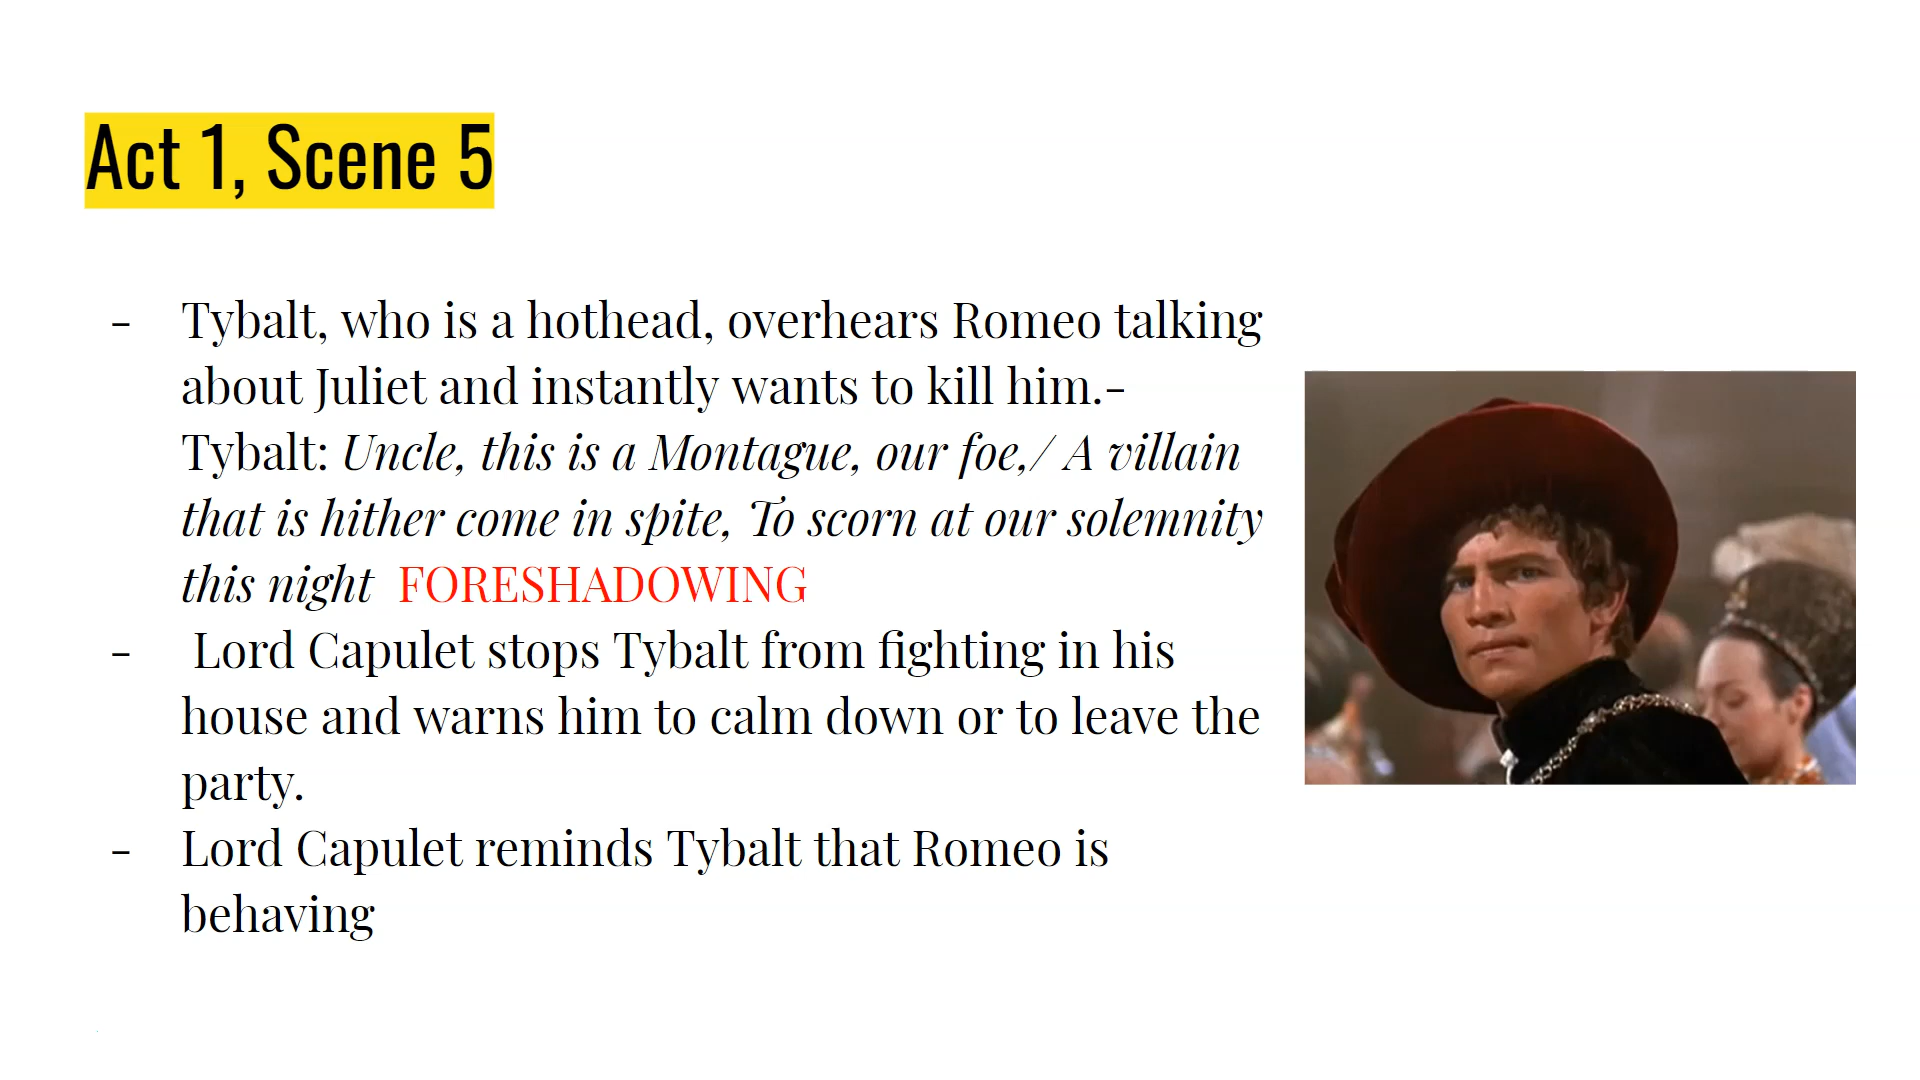 Act 1, Scene 5
- Tybalt, who is a hothead, overhears Romeo talking
about Juliet and instantly wants to kill him.-
Tybalt: Uncle, this is a Montague, our foe,/ A villain
that is hither come in spite, To scorn at our solemnity
this night FORESHADOWING
- Lord Capulet stops Tybalt from fighting in his
house and warns him to calm down or to leave the
party.
- Lord Capulet reminds Tybalt that Romeo is
behaving